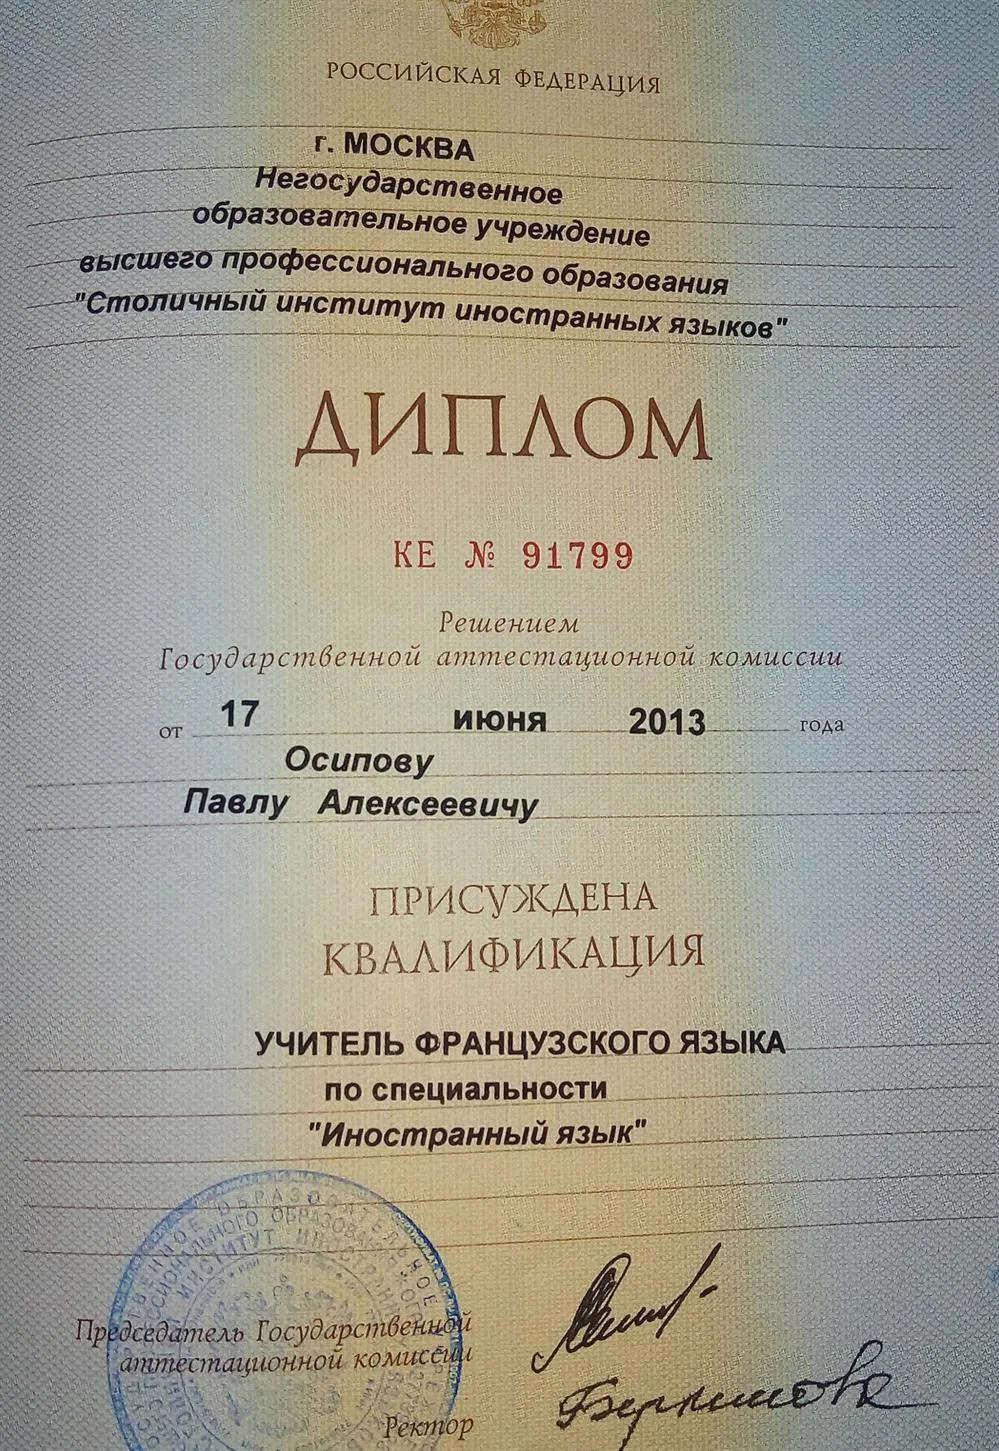 РОССИЙСКАЯ ФЕДЕРАЦИЯ
г. МОСКВА
Негосударственное
образовательное учреждение
высшего профессионального образования
"Столичный институт иностранных языков"
ДИПЛОМ
КЕ № 91799
Решением
Государственной аттестационной комиссии
от 17 июня 2013 года
Осипову
Павлу Алексеевичу
ПРИСУЖДЕНА
КВАЛИФИКАЦИЯ
УЧИТЕЛЬ ФРАНЦУЗСКОГО ЯЗЫКА
по специальности
"Иностранный язык"
Председатель Государственной
аттестационной комиссии
Ректор